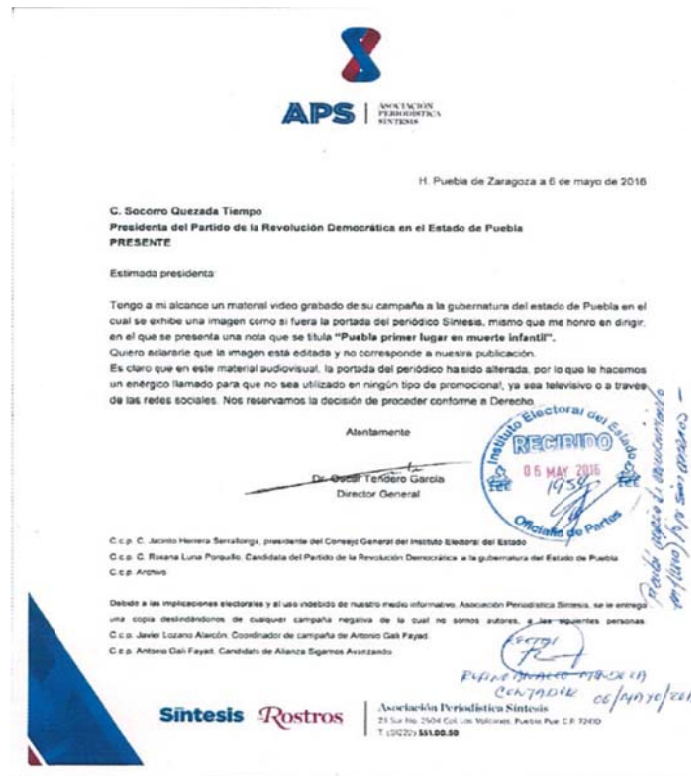 APS
ASOCIACIÓN
PERIODÍSTICA
SÍNTESIS
H. Puebla de Zaragoza a 6 de mayo de 2016
C. Socorro Quezada Tiempo
Presidenta del Partido de la Revolución Democrática en el Estado de Puebla
PRESENTE
Estimada presidenta:
Tengo a mi alcance un material video grabado de su campaña a la gubernatura del estado de Puebla en el
cual se exhibe una imagen como si fuera la portada del periódico Síntesis, mismo que me honro en dirigir,
en el que se presenta una nota que se titula "Puebla primer lugar en muerte infantil".
Quiero aclararle que la imagen está editada y no corresponde a nuestra publicación.
Es claro que en este material audiovisual, la portada del periódico ha sido alterada, por lo que le hacemos
un enérgico llamado para que no sea utilizado en ningún tipo de promocional, ya sea televisivo o a través
de las redes sociales. Nos reservamos la decisión de proceder conforme a Derecho.
Atentamente
Dr. Oscar Tendero García
Director General
Instituto Electoral del Estado
RECIBIDO
06 MAY 2016
IEE
IEE
Oficialía de Partes
C.c.p. C. Jacinto Herrera Serrallonga, presidente del Consejo General del Instituto Electoral del Estado
C.c.p. C. Roxana Luna Porquillo. Candidata del Partido de la Revolución Democrática a la gubernatura del Estado de Puebla
C.c.p. Archivo
Debido a las implicaciones electorales y al uso indebido de nuestro medio informativo, Asociación Periodística Síntesis, se le entrega
una copia deslindándonos de cualquier campaña negativa de la cual no somos autores, a las siguientes personas:
C.c.p. Javier Lozano Alarcón. Coordinador de campaña de Antonio Gali Fayad.
C.c.p. Antonio Gali Fayad. Candidato de Alianza Sigamos Avanzando
CONTADOR 06/MAYO/201
Síntesis Rostros
Asociación Periodística Síntesis
23 Sur No. 2504 Col. Los Volcanes, Puebla Pue. C.P. 72410
T. (01222) 551.00.50